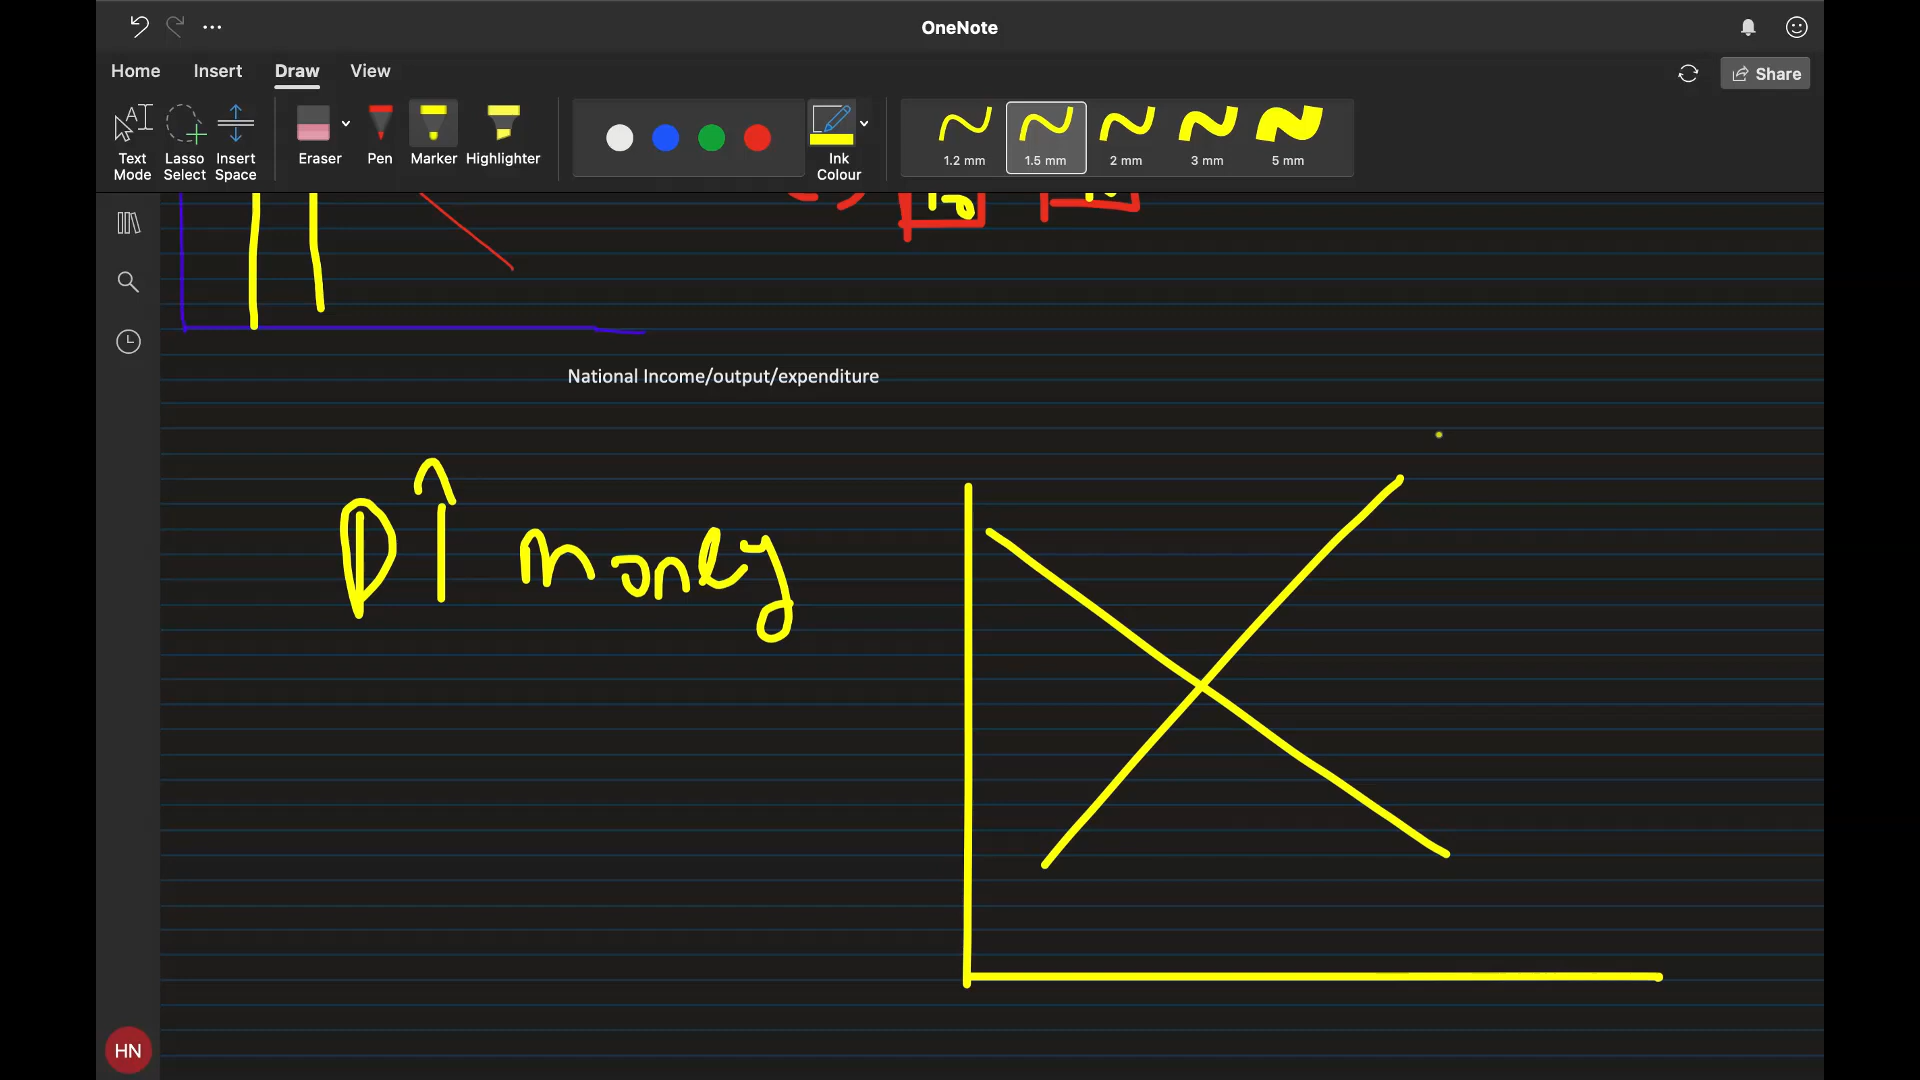 OneNote
Home Insert Draw View
Share
Text Mode
Lasso Select
Insert Space
Eraser
Pen
Marker
Highlighter
Ink Colour
1.2 mm
1.5 mm
2 mm
3 mm
5 mm
National Income/output/expenditure
D↑ money
HN